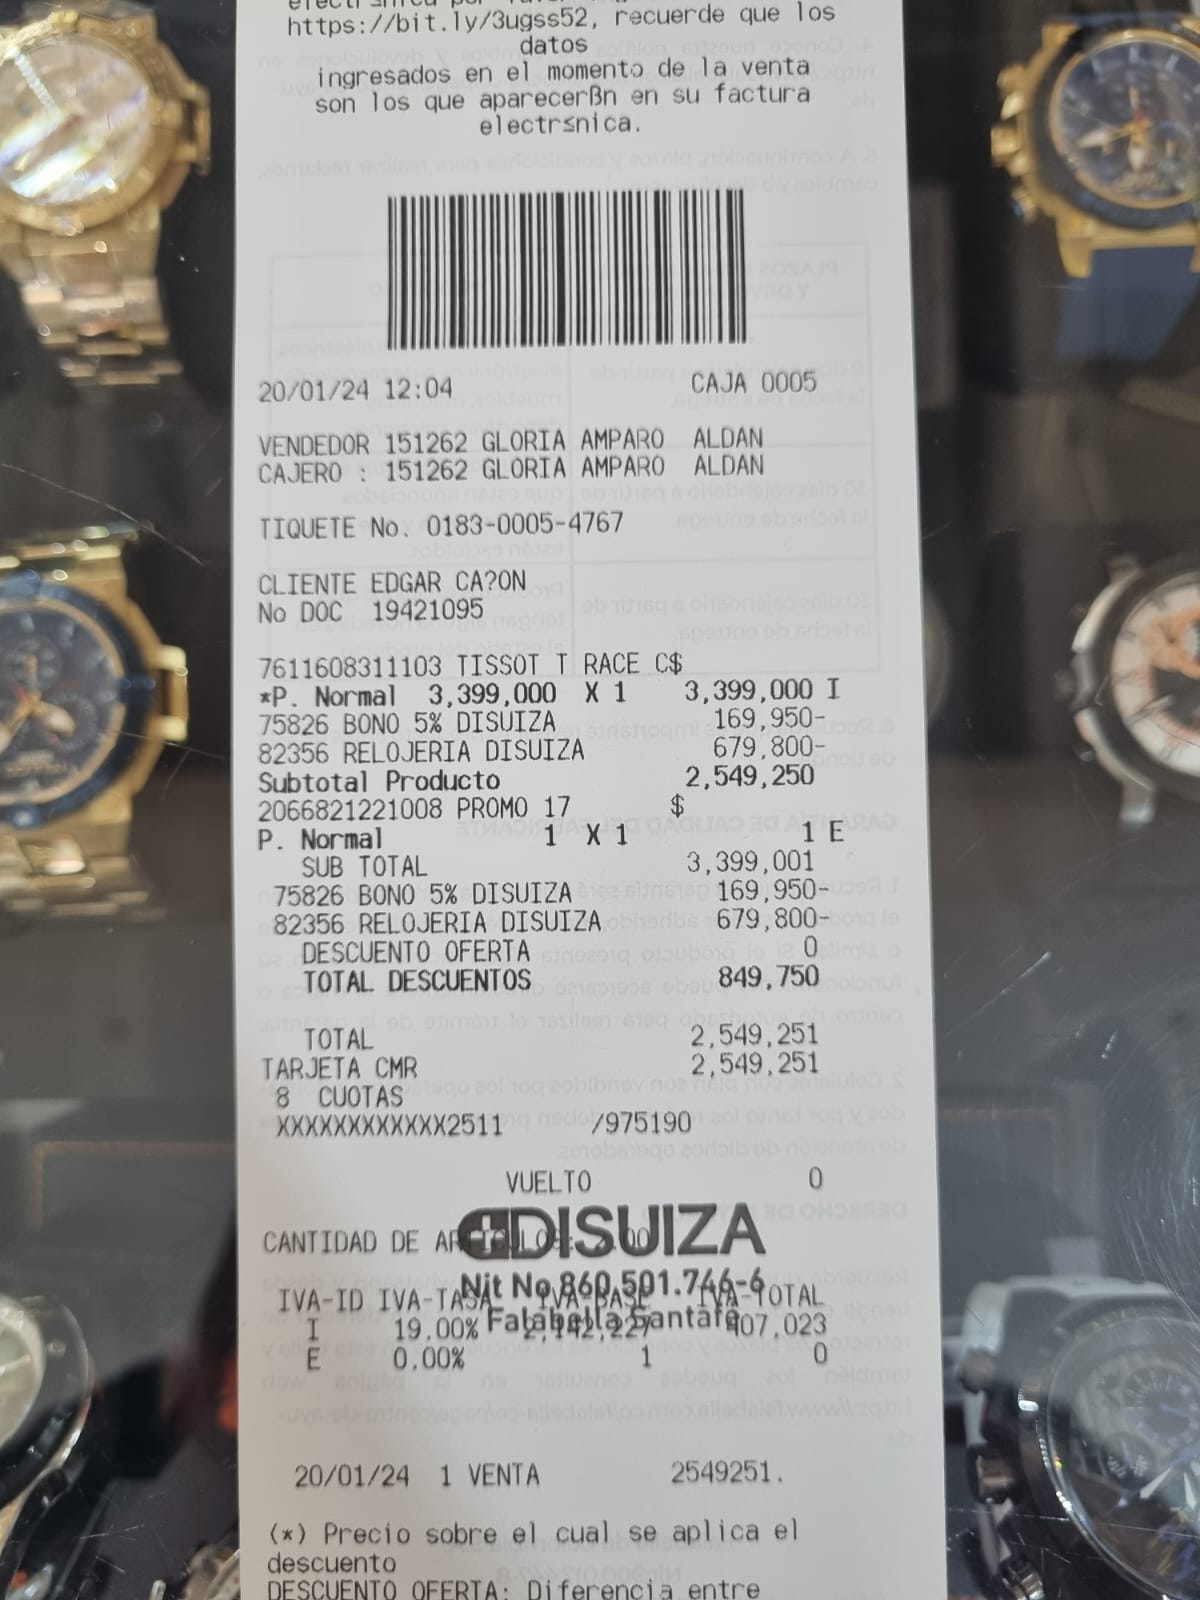 https://bit.ly/3ugss52, recuerde que los
datos
ingresados en el momento de la venta
son los que aparecerßn en su factura
electr≤nica.
20/01/24 12:04 CAJA 0005
VENDEDOR 151262 GLORIA AMPARO ALDAN
CAJERO : 151262 GLORIA AMPARO ALDAN
TIQUETE No. 0183-0005-4767
CLIENTE EDGAR CA?ON
No DOC 19421095
7611608311103 TISSOT T RACE C$
*P. Normal 3,399,000 X 1 3,399,000 I
75826 BONO 5% DISUIZA 169,950-
82356 RELOJERIA DISUIZA 679,800-
Subtotal Producto 2,549,250
2066821221008 PROMO 17 $
P. Normal 1 X 1 1 E
SUB TOTAL 3,399,001
75826 BONO 5% DISUIZA 169,950-
82356 RELOJERIA DISUIZA 679,800-
DESCUENTO OFERTA 0
TOTAL DESCUENTOS 849,750
TOTAL 2,549,251
TARJETA CMR 2,549,251
8 CUOTAS
XXXXXXXXXXXX2511 /975190
VUELTO 0
DISUIZA
CANTIDAD DE ARTICULOS:
Nit No 860.501.746-6
IVA-ID IVA-TASA IVA-BASE IVA-TOTAL
Falabella Santafe
I 19.00% 2,142,227 407,023
E 0.00% 1 0
20/01/24 1 VENTA 2549251.
(*) Precio sobre el cual se aplica el
descuento
DESCUENTO OFERTA: Diferencia entre